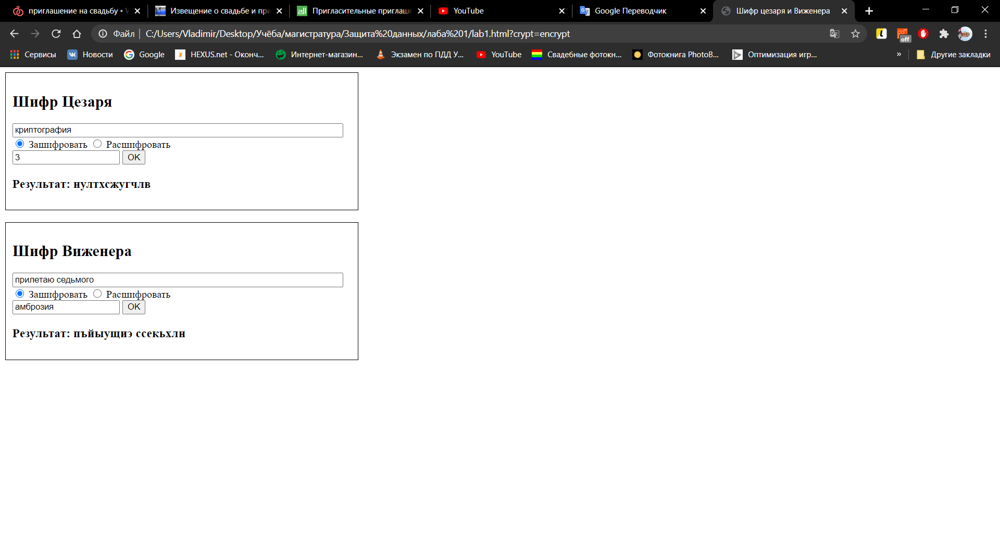 приглашение на свадьбу •
Извещение о свадьбе и при
Пригласительные приглаше
YouTube
Google Переводчик
Шифр цезаря и Виженера
Файл | C:/Users/Vladimir/Desktop/Учёба/магистратура/Защита%20данных/лаба%201/lab1.html?crypt=encrypt
off
Сервисы Новости Google HEXUS.net - Оконч... Интернет-магазин... Экзамен по ПДД У... YouTube Свадебные фотокн... Фотокнига PhotoB... Оптимизация игр... » Другие закладки
Шифр Цезаря
криптография
Зашифровать Расшифровать
3 OK
Результат: нултхсжугчлв
Шифр Виженера
прилетаю седьмого
Зашифровать Расшифровать
амброзия OK
Результат: пъйыущиэ ссекьхлн